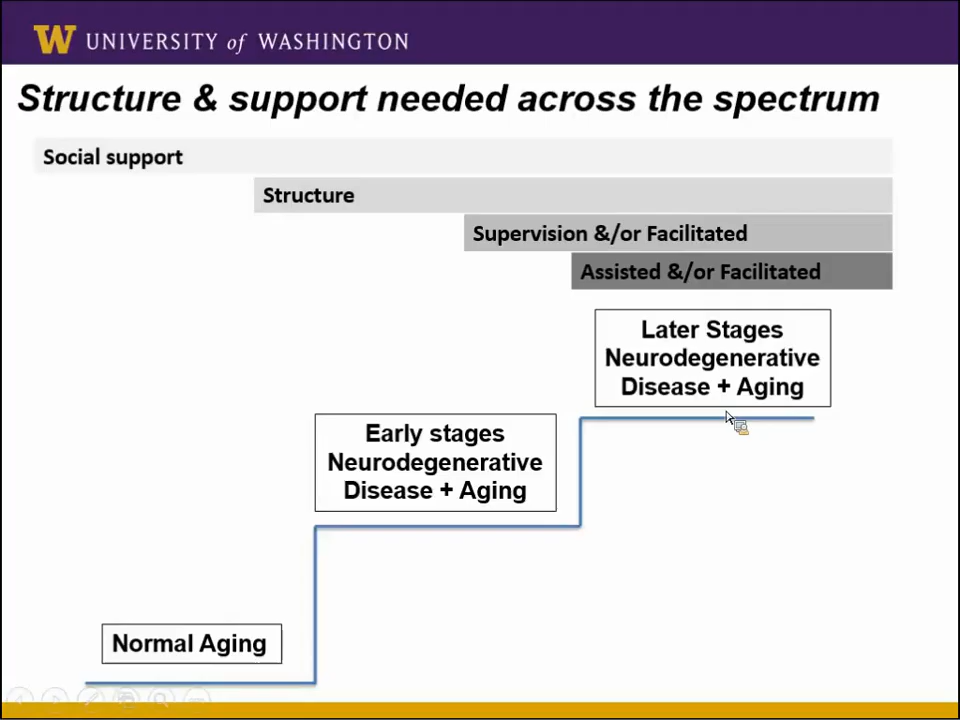 W UNIVERSITY of WASHINGTON
Structure & support needed across the spectrum
Social support
Structure
Supervision &/or Facilitated
Assisted &/or Facilitated
Later Stages
Neurodegenerative
Disease + Aging
Early stages
Neurodegenerative
Disease + Aging
Normal Aging